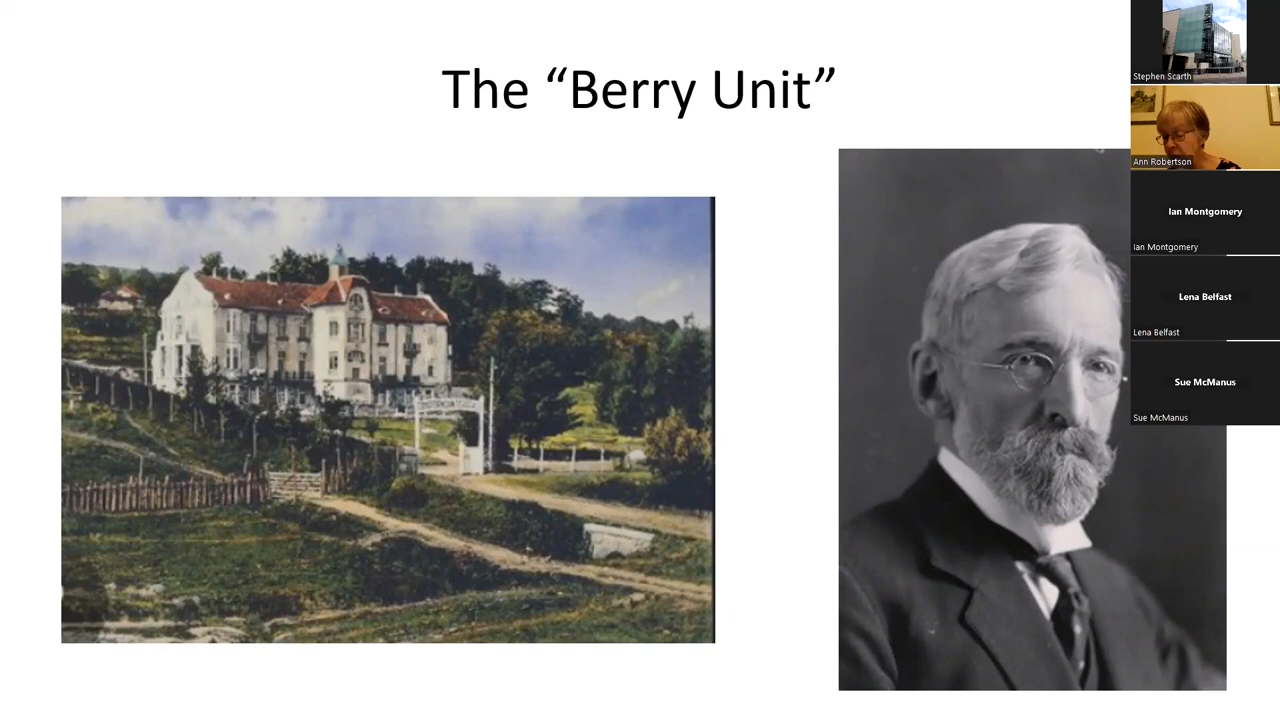 The “Berry Unit”
Stephen Scarth
Ann Robertson
Ian Montgomery
Ian Montgomery
Lena Belfast
Lena Belfast
Sue McManus
Sue McManus